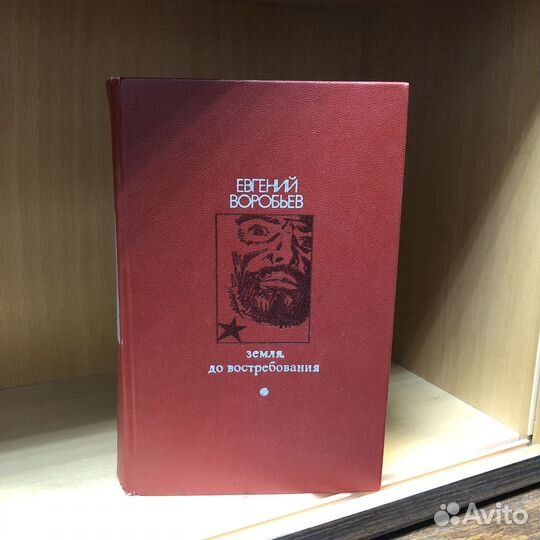 ЕВГЕНИЙ
ВОРОБЬЕВ
земля,
до востребования
Avito